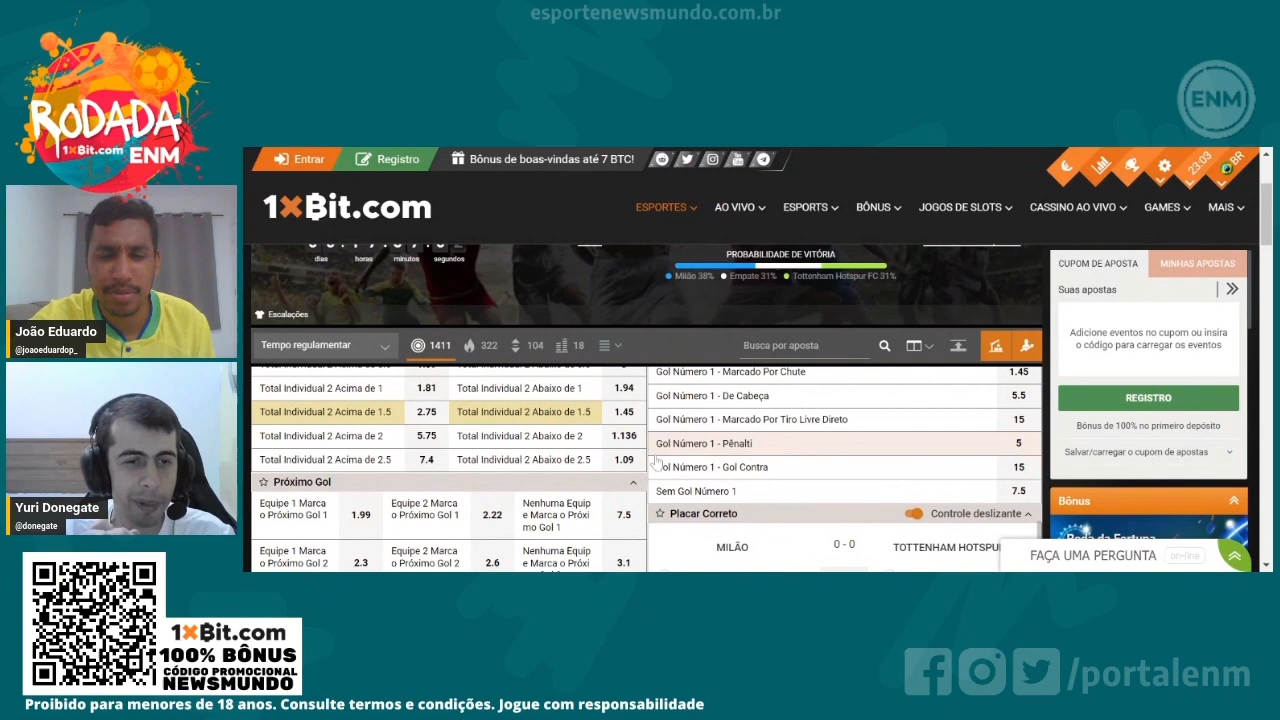 esportenewsmundo.com.br
RODADA
1xBit.com
ENM
ENM
Entrar
Registro
Bônus de boas-vindas até 7 BTC!
23:03
BR
1xBit.com
ESPORTES
AO VIVO
ESPORTS
BÔNUS
JOGOS DE SLOTS
CASSINO AO VIVO
GAMES
MAIS
dias
horas
minutos
segundos
PROBABILIDADE DE VITÓRIA
Milão 38%
Empate 31%
Tottenham Hotspur FC 31%
Escalações
CUPOM DE APOSTA
MINHAS APOSTAS
Suas apostas
Adicione eventos no cupom ou insira
o código para carregar os eventos
REGISTRO
Bônus de 100% no primeiro depósito
Salvar/carregar o cupom de apostas
Bônus
Roda da Fortuna
Tempo regulamentar
1411
322
104
18
Busca por aposta
Total Individual 2 Acima de 1 1.81 Total Individual 2 Abaixo de 1 1.94
Total Individual 2 Acima de 1.5 2.75 Total Individual 2 Abaixo de 1.5 1.45
Total Individual 2 Acima de 2 5.75 Total Individual 2 Abaixo de 2 1.136
Total Individual 2 Acima de 2.5 7.4 Total Individual 2 Abaixo de 2.5 1.09
Próximo Gol
Equipe 1 Marca
o Próximo Gol 1
1.99
Equipe 2 Marca
o Próximo Gol 1
2.22
Nenhuma Equip
e Marca o Próxi
mo Gol 1
7.5
Equipe 1 Marca
o Próximo Gol 2
2.3
Equipe 2 Marca
o Próximo Gol 2
2.6
Nenhuma Equip
e Marca o Próxi
3.1
Gol Número 1 - Marcado Por Chute 1.45
Gol Número 1 - De Cabeça 5.5
Gol Número 1 - Marcado Por Tiro Livre Direto 15
Gol Número 1 - Pênalti 5
Gol Número 1 - Gol Contra 15
Sem Gol Número 1 7.5
Placar Correto
Controle deslizante
MILÃO
0 - 0
TOTTENHAM HOTSPU
FAÇA UMA PERGUNTA
on-line
João Eduardo
@joaoeduardop_
Yuri Donegate
@donegate
1xBit.com
100% BÔNUS
CÓDIGO PROMOCIONAL
NEWSMUNDO
/portalenm
Proibido para menores de 18 anos. Consulte termos e condições. Jogue com responsabilidade